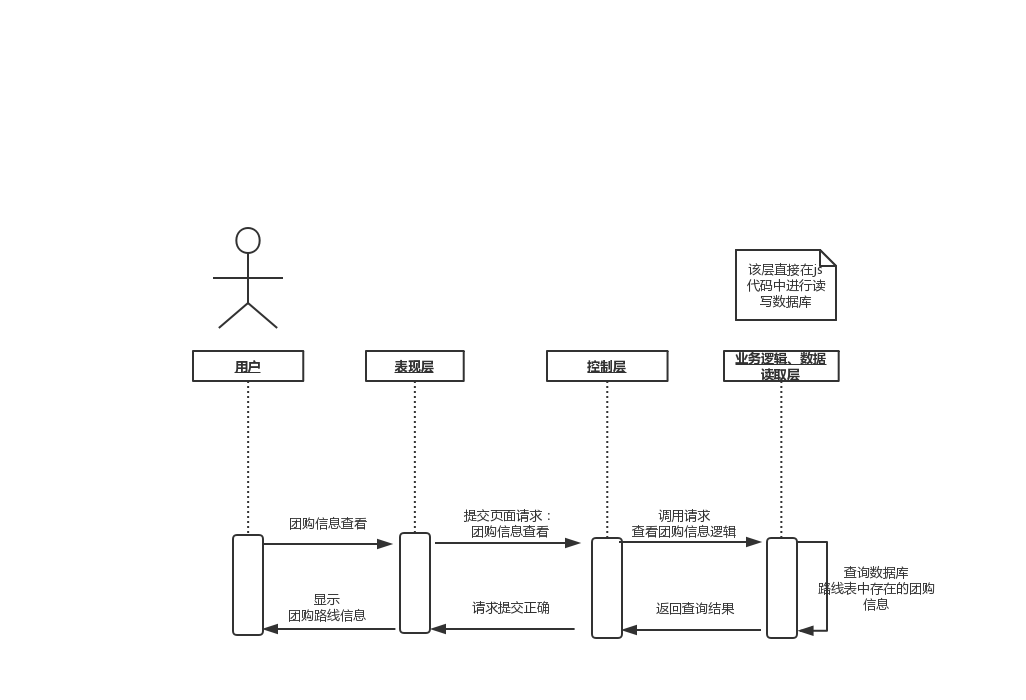 该层直接在js
代码中进行读
写数据库
用户
表现层
控制层
业务逻辑、数据
读取层
团购信息查看
提交页面请求：
团购信息查看
调用请求
查看团购信息逻辑
查询数据库
路线表中存在的团购
信息
显示
团购路线信息
请求提交正确
返回查询结果